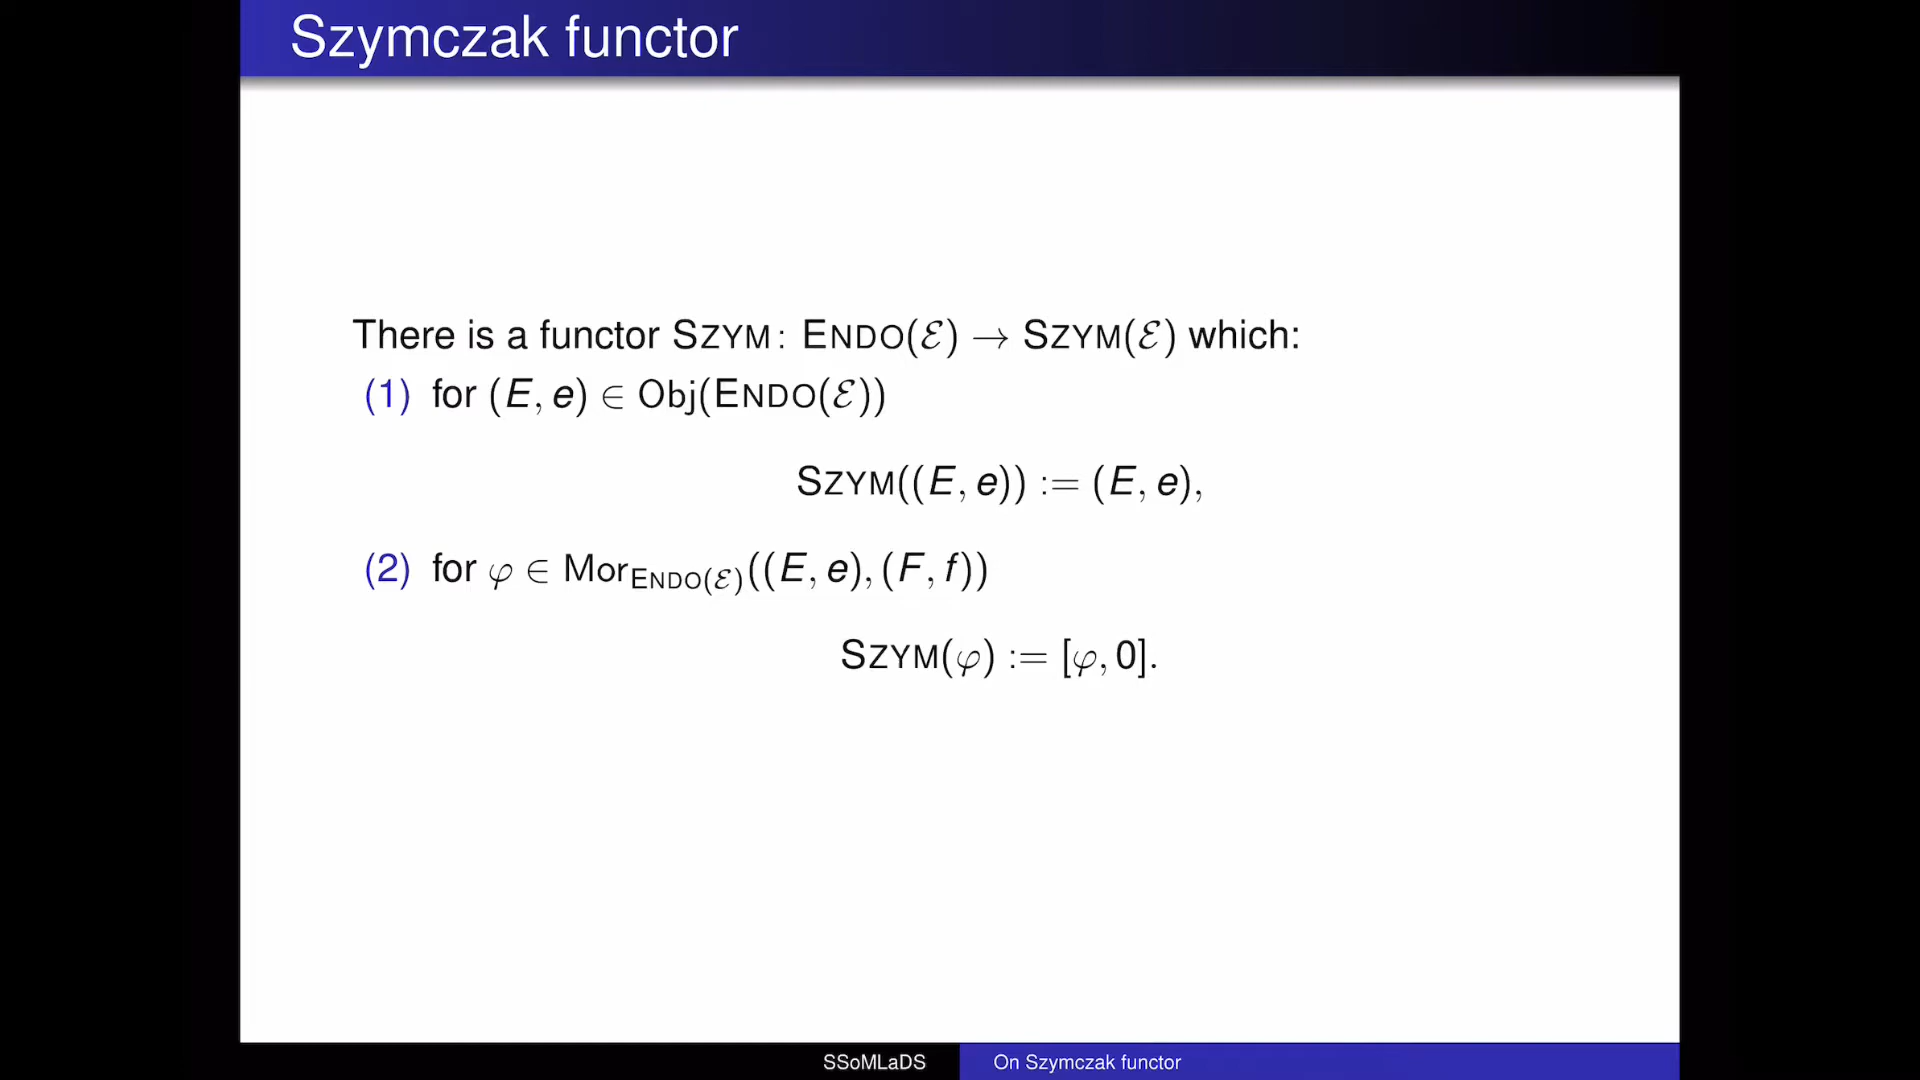 Szymczak functor
There is a functor SZYM: ENDO(ℰ) → SZYM(ℰ) which:
(1) for (E, e) ∈ Obj(ENDO(ℰ))
SZYM((E, e)) := (E, e),
(2) for φ ∈ Mor_ENDO(ℰ)((E, e), (F, f))
SZYM(φ) := [φ, 0].
SSoMLaDS On Szymczak functor